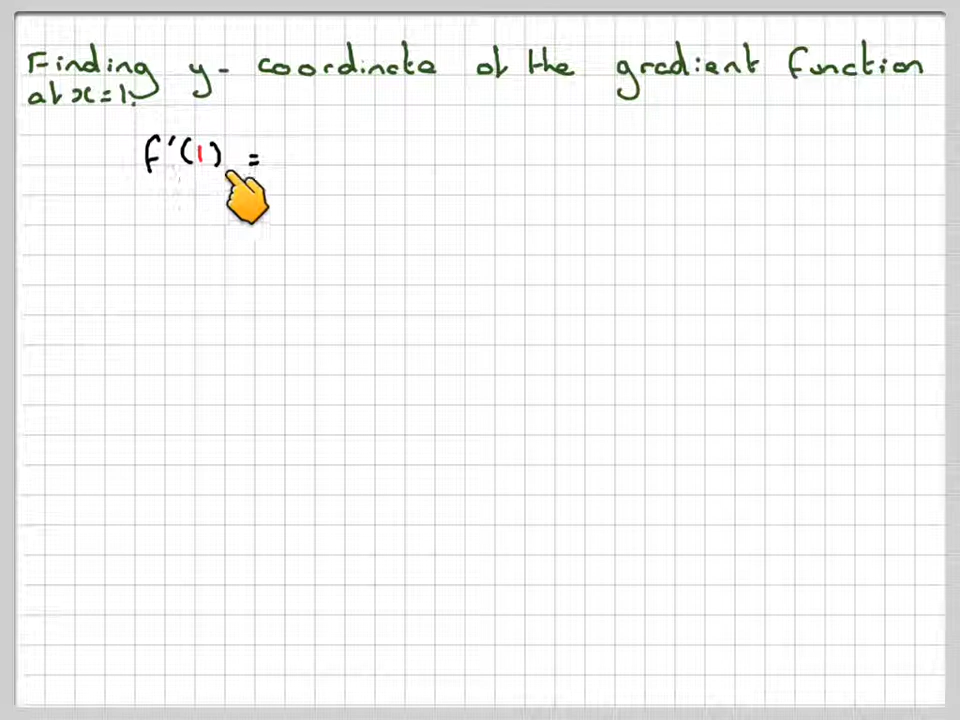 Finding y-coordinate of the gradient function
at x=1.
f'(1) =